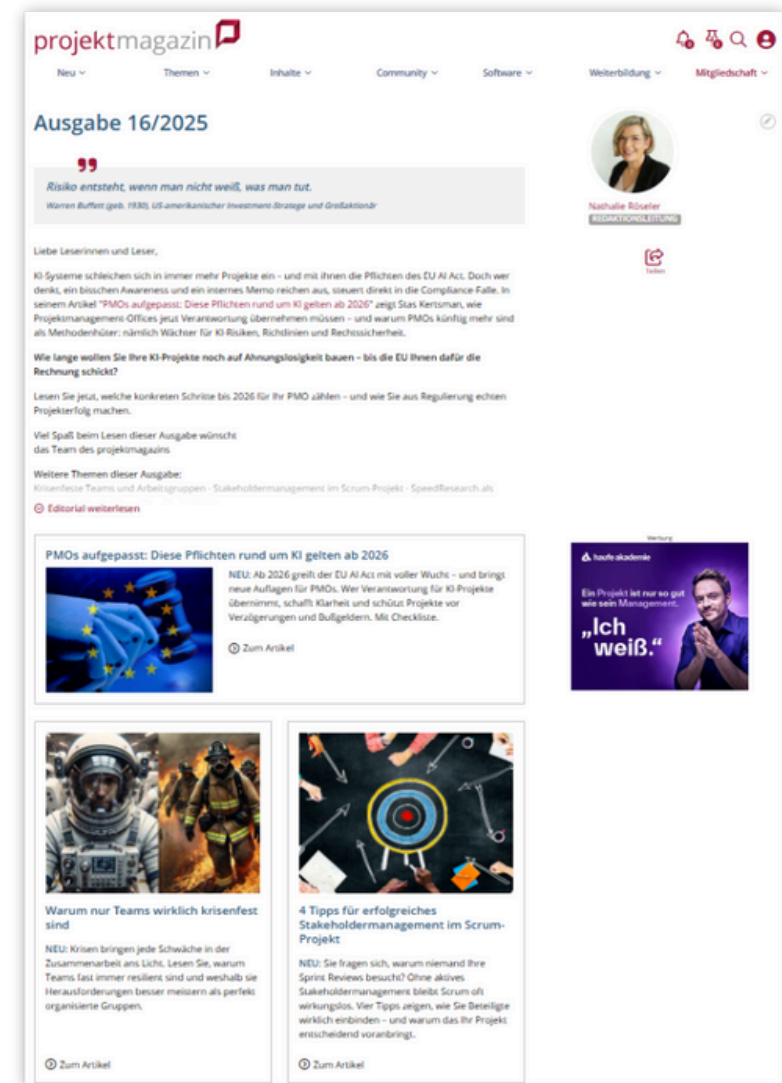 projektmagazin
Neu
Themen
Inhalte
Community
Software
Weiterbildung
Mitgliedschaft
Ausgabe 16/2025
Risiko entsteht, wenn man nicht weiß, was man tut.
Warren Buffett (geb. 1930), US-amerikanischer Investment-Stratege und Großaktionär
Nathalie Röseler
REDAKTIONSLEITUNG
Teilen
Liebe Leserinnen und Leser,
KI-Systeme schleichen sich in immer mehr Projekte ein – und mit ihnen die Pflichten des EU AI Act. Doch wer
denkt, ein bisschen Awareness und ein internes Memo reichen aus, steuert direkt in die Compliance-Falle. In
seinem Artikel "PMOs aufgepasst: Diese Pflichten rund um KI gelten ab 2026" zeigt Stas Kertsman, wie
Projektmanagement-Offices jetzt Verantwortung übernehmen müssen – und warum PMOs künftig mehr sind
als Methodenhüter: nämlich Wächter für KI-Risiken, Richtlinien und Rechtssicherheit.
Wie lange wollen Sie Ihre KI-Projekte noch auf Ahnungslosigkeit bauen – bis die EU Ihnen dafür die
Rechnung schickt?
Lesen Sie jetzt, welche konkreten Schritte bis 2026 für Ihr PMO zählen – und wie Sie aus Regulierung echten
Projekterfolg machen.
Viel Spaß beim Lesen dieser Ausgabe wünscht
das Team des projektmagazins
Weitere Themen dieser Ausgabe:
Krisenfeste Teams und Arbeitsgruppen - Stakeholdermanagement im Scrum-Projekt - SpeedResearch als
Editorial weiterlesen
PMOs aufgepasst: Diese Pflichten rund um KI gelten ab 2026
NEU: Ab 2026 greift der EU AI Act mit voller Wucht – und bringt
neue Auflagen für PMOs. Wer Verantwortung für KI-Projekte
übernimmt, schafft Klarheit und schützt Projekte vor
Verzögerungen und Bußgeldern. Mit Checkliste.
Zum Artikel
Werbung
haufe akademie
Ein Projekt ist nur so gut
wie sein Management.
„Ich
weiß.“
Warum nur Teams wirklich krisenfest
sind
NEU: Krisen bringen jede Schwäche in der
Zusammenarbeit ans Licht. Lesen Sie, warum
Teams fast immer resilient sind und weshalb sie
Herausforderungen besser meistern als perfekt
organisierte Gruppen.
Zum Artikel
4 Tipps für erfolgreiches
Stakeholdermanagement im Scrum-
Projekt
NEU: Sie fragen sich, warum niemand Ihre
Sprint Reviews besucht? Ohne aktives
Stakeholdermanagement bleibt Scrum oft
wirkungslos. Vier Tipps zeigen, wie Sie Beteiligte
wirklich einbinden – und warum das Ihr Projekt
entscheidend voranbringt.
Zum Artikel